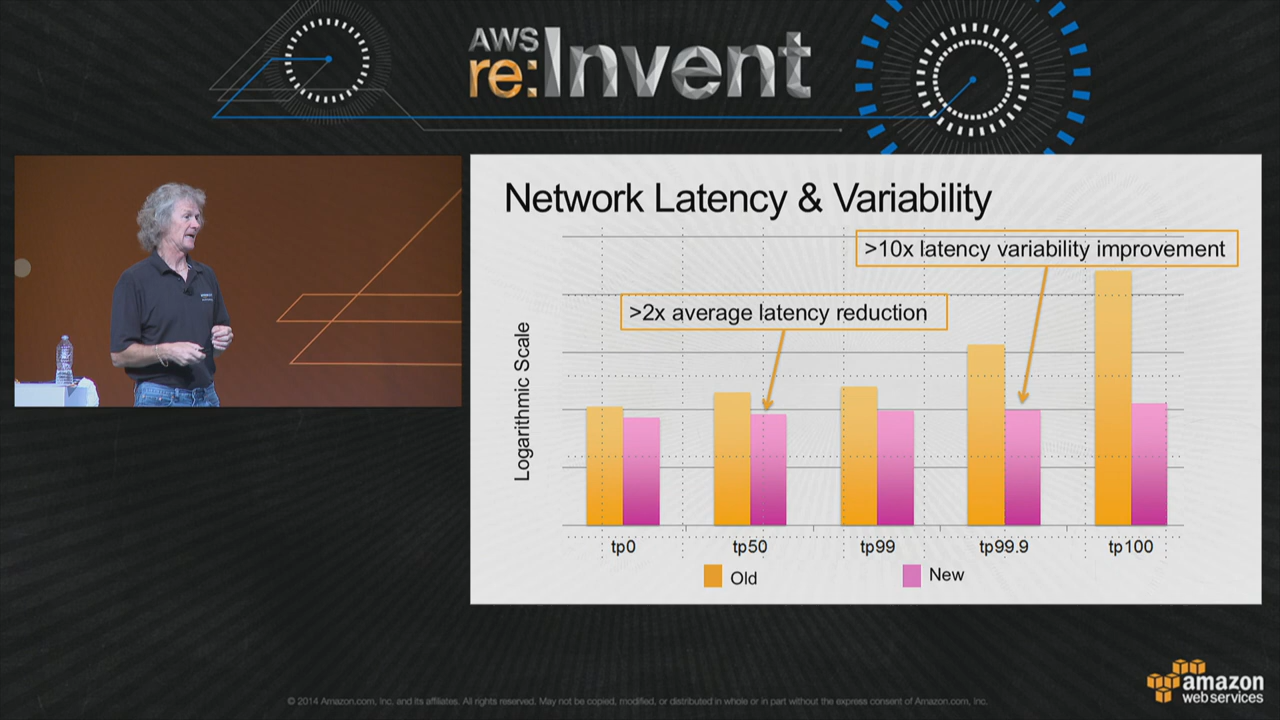 AWS
re:Invent
Network Latency & Variability
>10x latency variability improvement
>2x average latency reduction
Logarithmic Scale
tp0 tp50 tp99 tp99.9 tp100
Old New
amazon
web services
© 2014 Amazon.com, Inc. and its affiliates. All rights reserved. May not be copied, modified, or distributed in whole or in part without the express consent of Amazon.com, Inc.